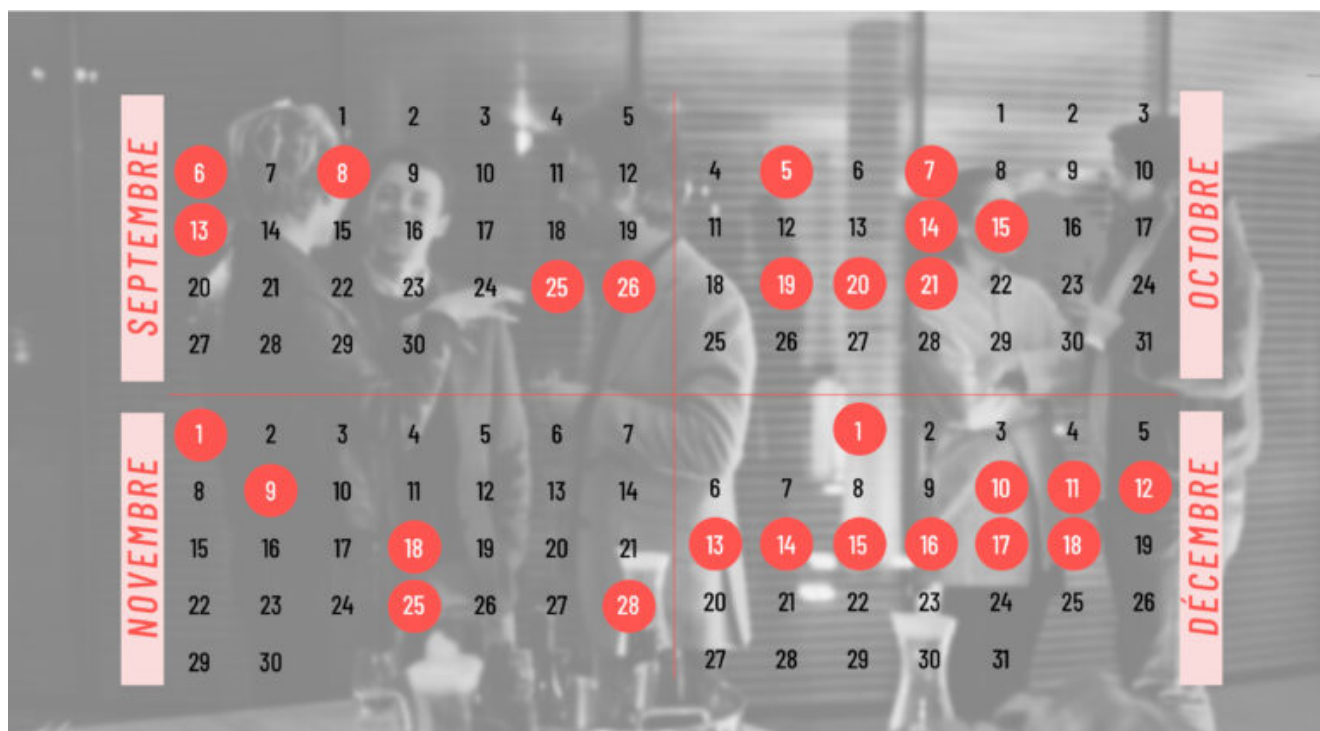 SEPTEMBRE
1 2 3 4 5
6 7 8 9 10 11 12
13 14 15 16 17 18 19
20 21 22 23 24 25 26
27 28 29 30
OCTOBRE
1 2 3
4 5 6 7 8 9 10
11 12 13 14 15 16 17
18 19 20 21 22 23 24
25 26 27 28 29 30 31
NOVEMBRE
1 2 3 4 5 6 7
8 9 10 11 12 13 14
15 16 17 18 19 20 21
22 23 24 25 26 27 28
29 30
DÉCEMBRE
1 2 3 4 5
6 7 8 9 10 11 12
13 14 15 16 17 18 19
20 21 22 23 24 25 26
27 28 29 30 31